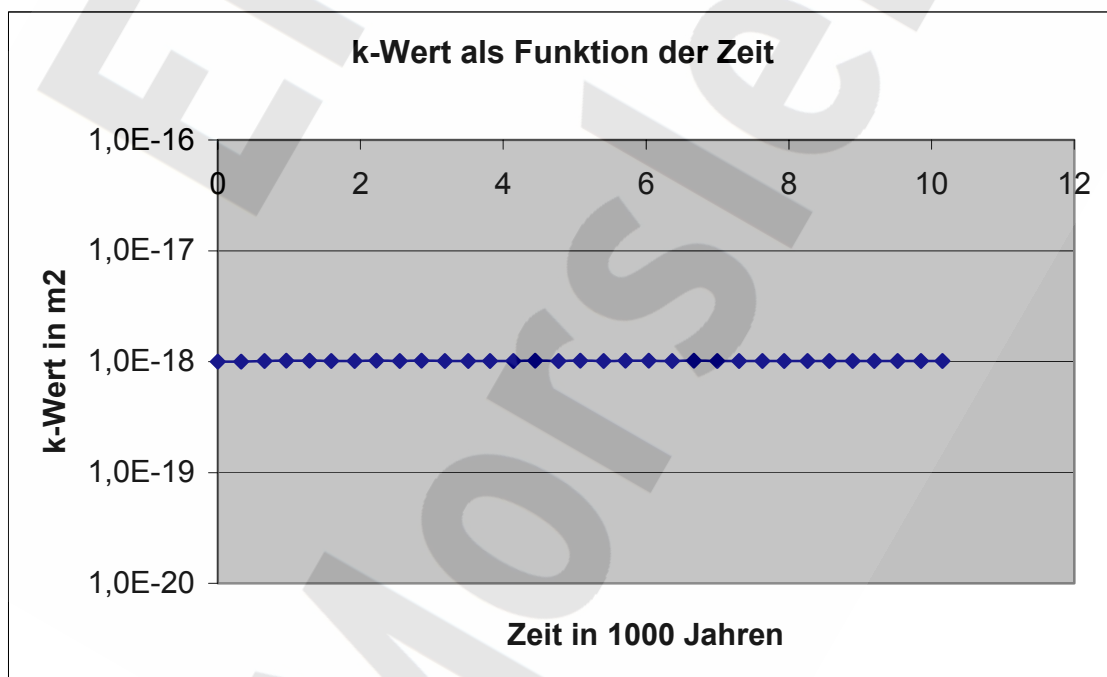 k-Wert als Funktion der Zeit
1,0E-16
0 2 4 6 8 10 12
1,0E-17
k-Wert in m2
1,0E-18
1,0E-19
1,0E-20
Zeit in 1000 Jahren